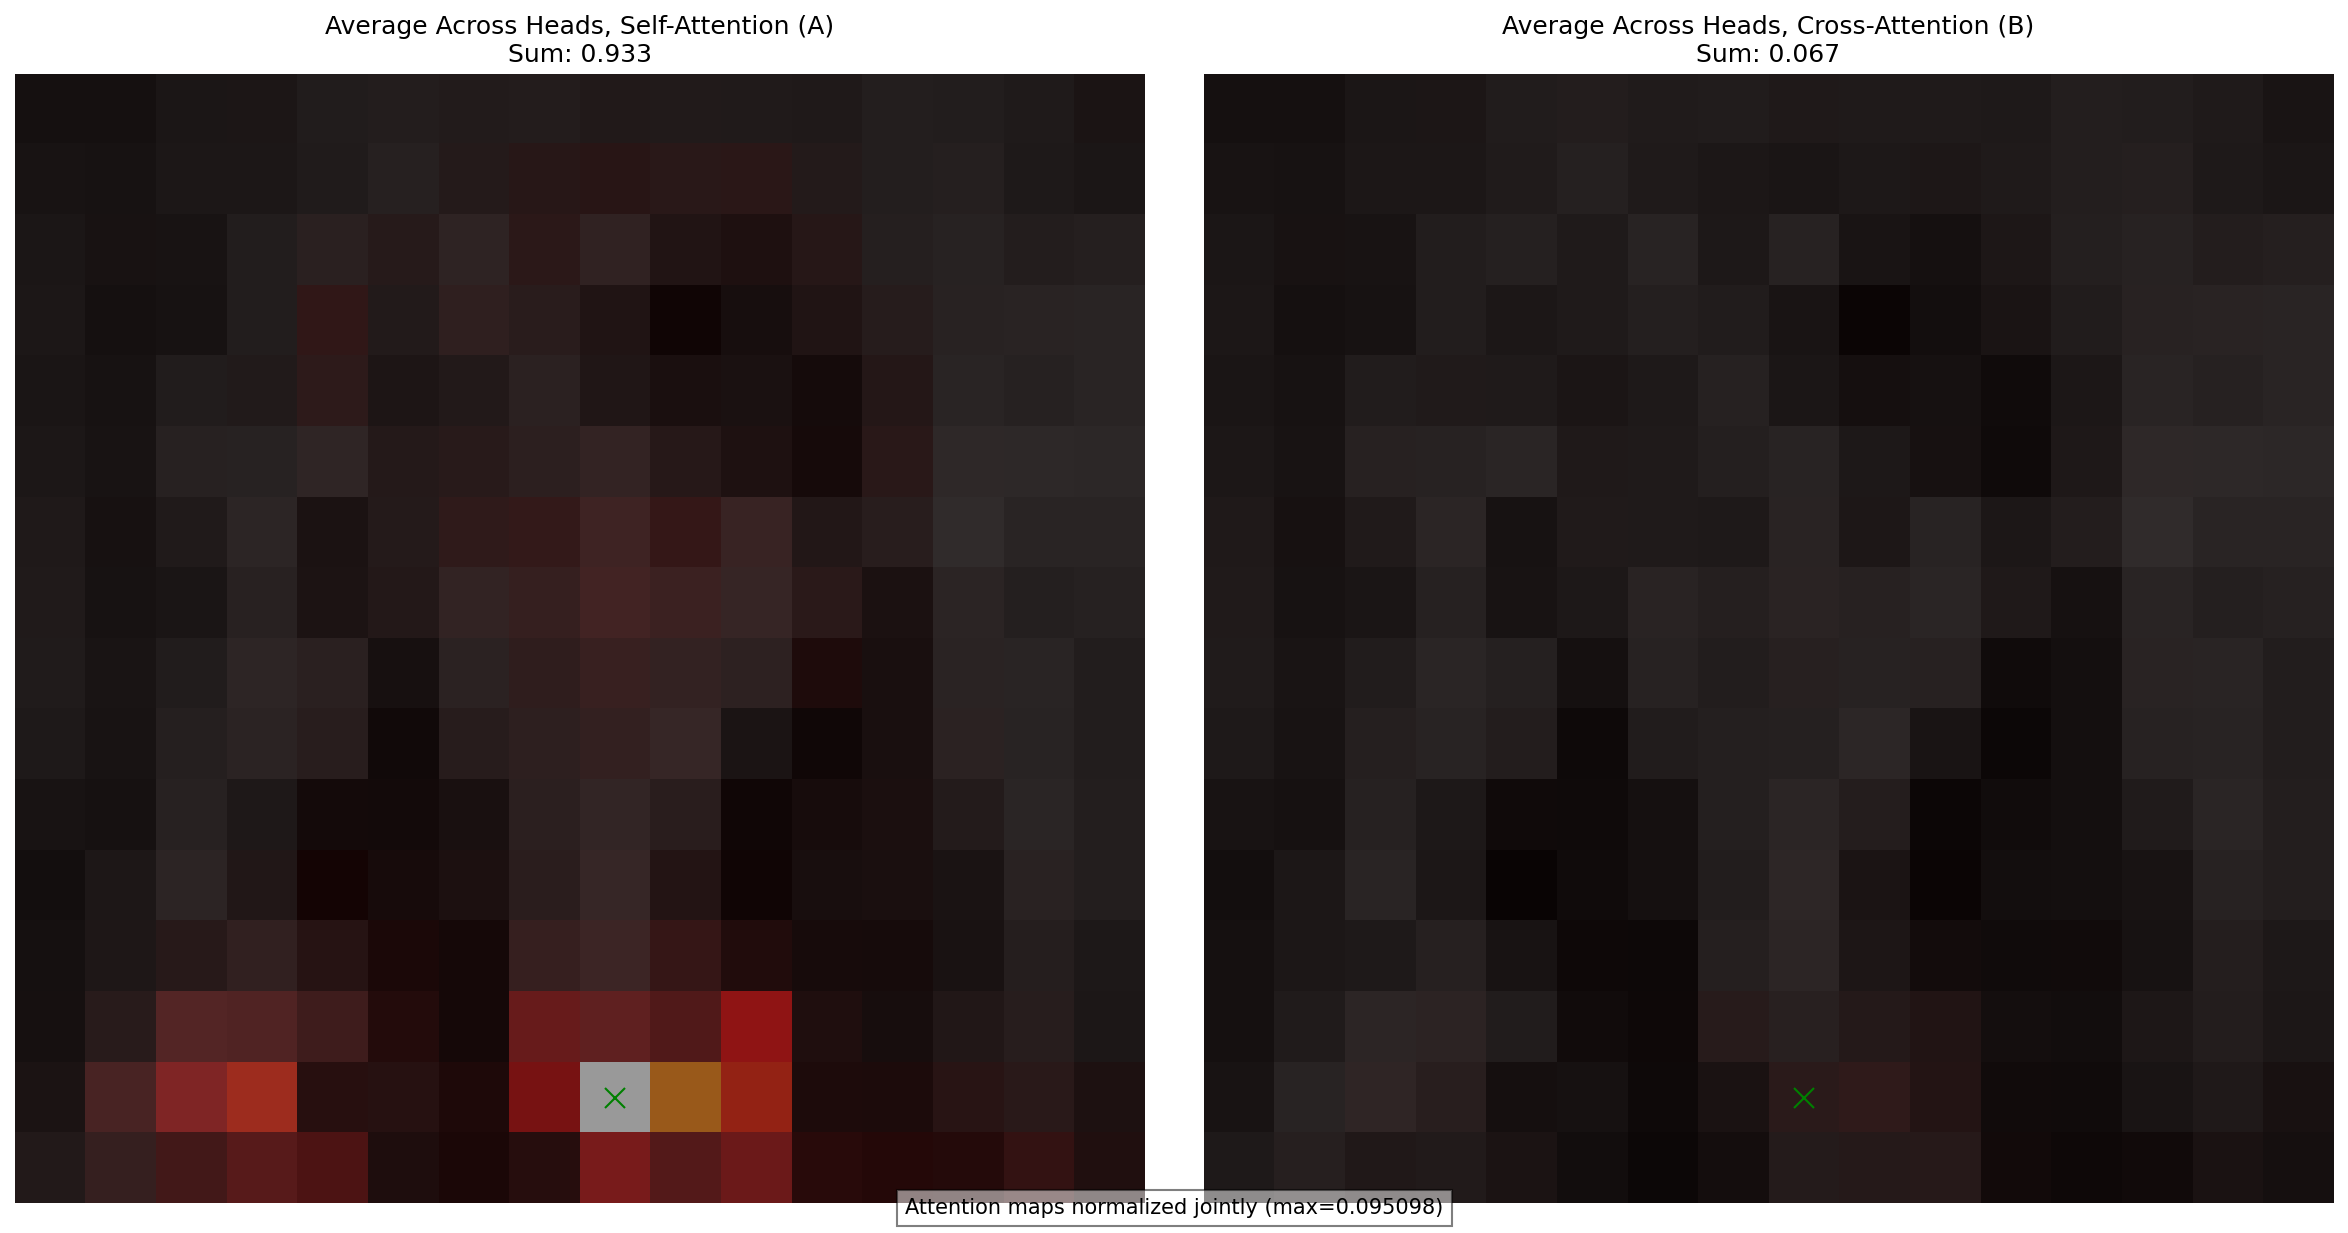 Average Across Heads, Self-Attention (A)
Sum: 0.933
Average Across Heads, Cross-Attention (B)
Sum: 0.067
Attention maps normalized jointly (max=0.095098)